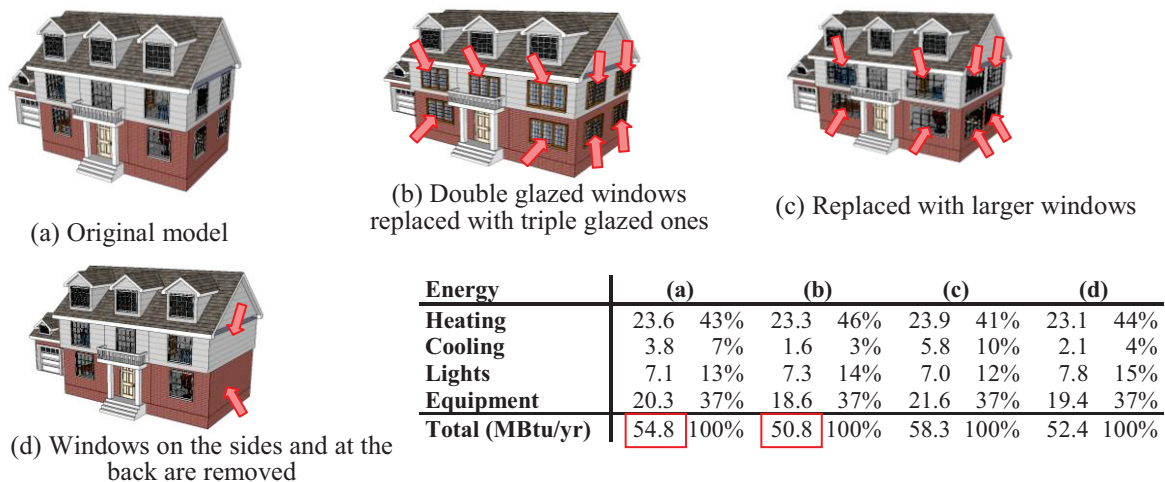 (a) Original model
(b) Double glazed windows
replaced with triple glazed ones
(c) Replaced with larger windows
(d) Windows on the sides and at the
back are removed
Energy (a) (b) (c) (d)
Heating 23.6 43% 23.3 46% 23.9 41% 23.1 44%
Cooling 3.8 7% 1.6 3% 5.8 10% 2.1 4%
Lights 7.1 13% 7.3 14% 7.0 12% 7.8 15%
Equipment 20.3 37% 18.6 37% 21.6 37% 19.4 37%
Total (MBtu/yr) 54.8 100% 50.8 100% 58.3 100% 52.4 100%